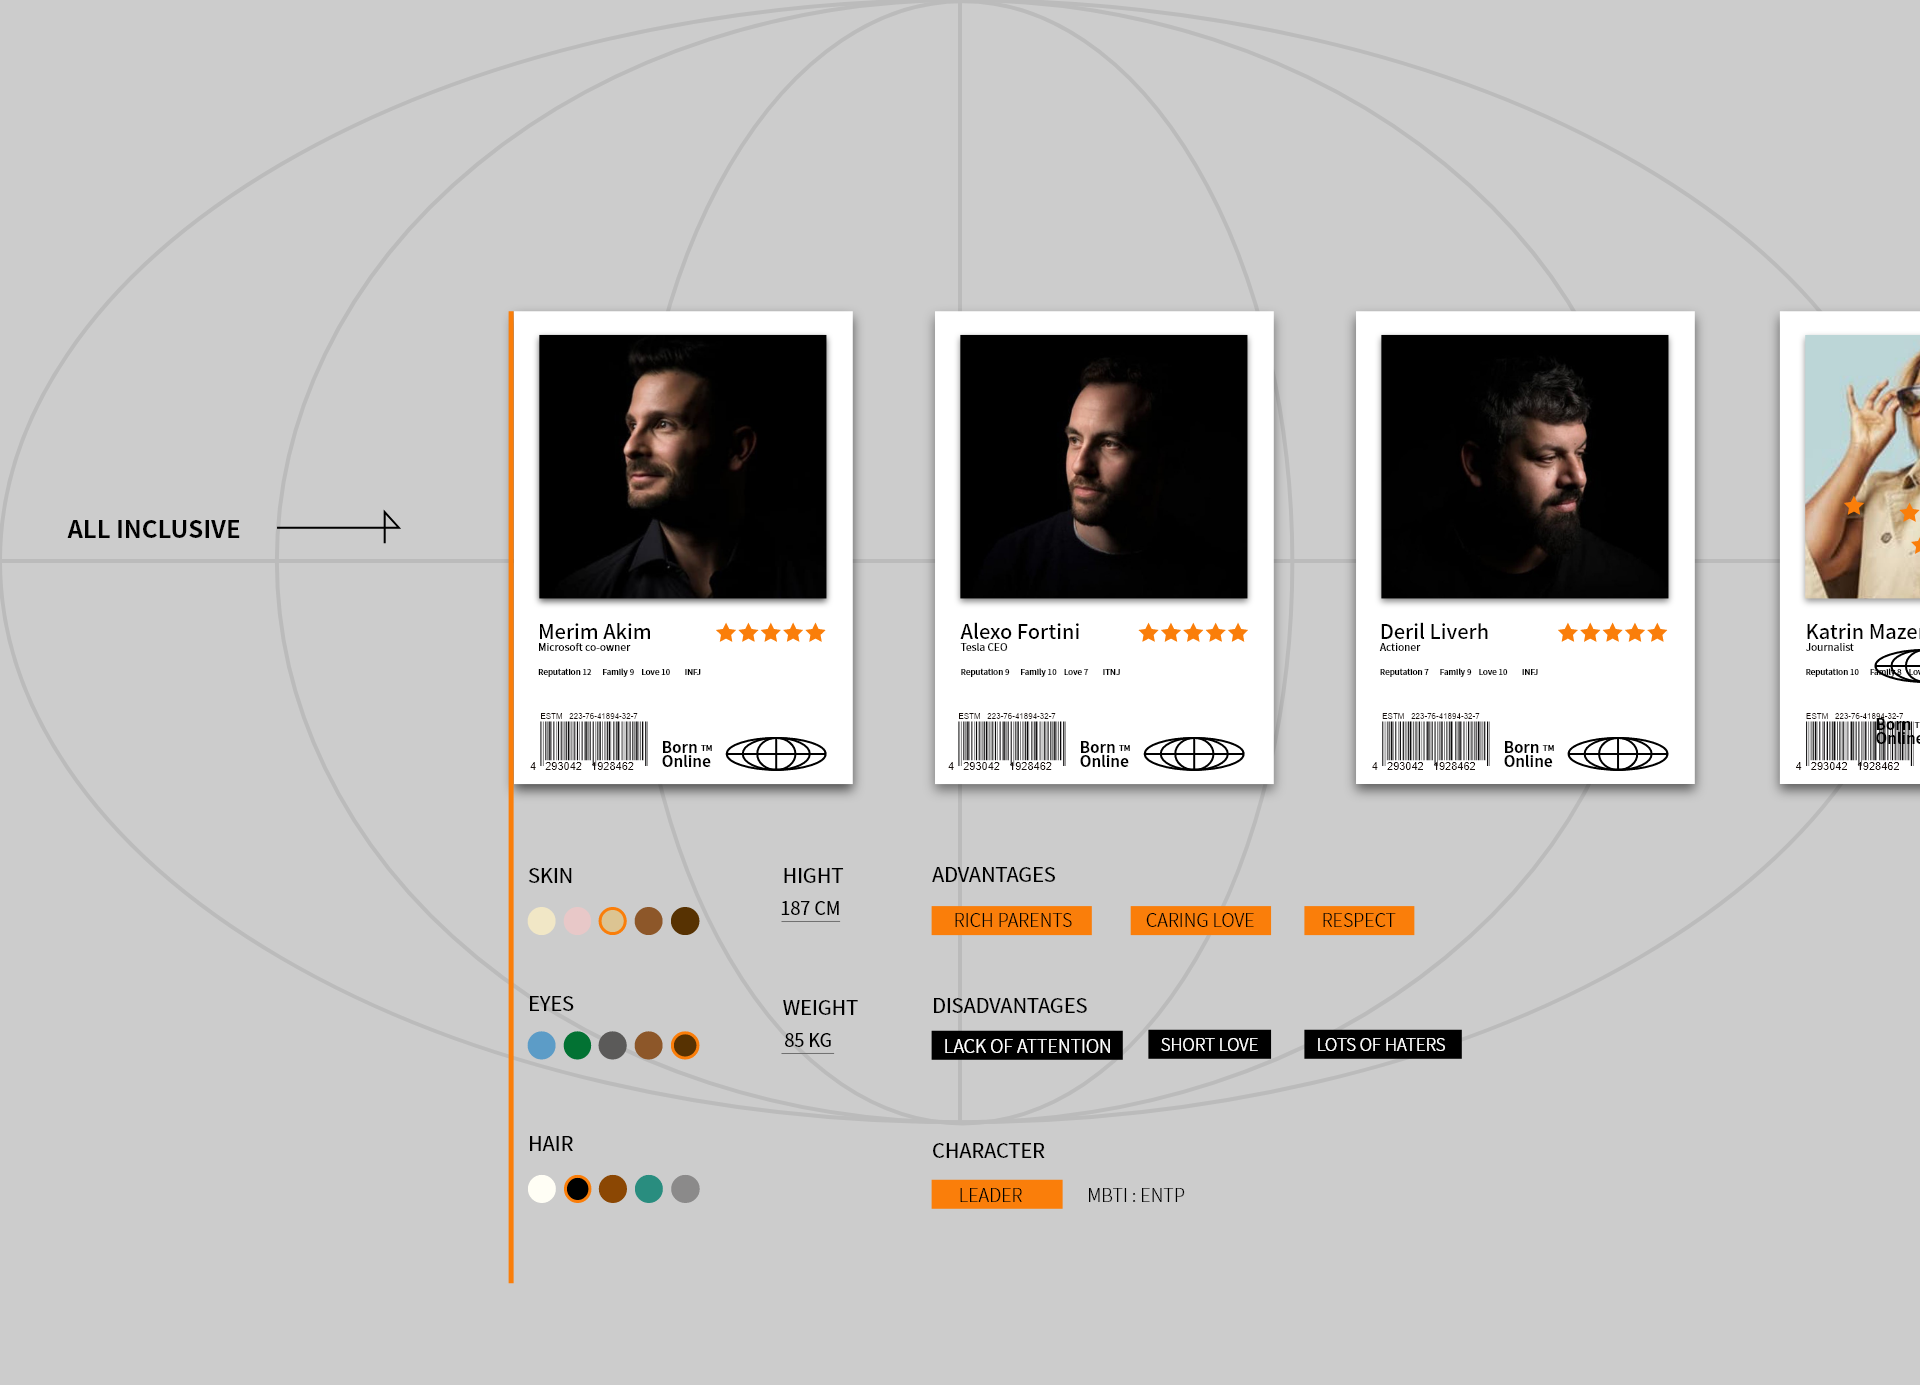 ALL INCLUSIVE
Merim Akim
Microsoft co-owner
Reputation 12 Family 9 Love 10 INFJ
ESTM 223-76-41894-32-7
4 293042 1928462
Born TM
Online
Alexo Fortini
Tesla CEO
Reputation 9 Family 10 Love 7 ITNJ
ESTM 223-76-41894-32-7
4 293042 1928462
Born TM
Online
Deril Liverh
Actioner
Reputation 7 Family 9 Love 10 INFJ
ESTM 223-76-41894-32-7
4 293042 1928462
Born TM
Online
Katrin
Journalist
Reputation 10 Family 8
ESTM 223-76-41894-32-7
4 293042 1928462
Born
Online
SKIN
EYES
HAIR
HIGHT
187 CM
WEIGHT
85 KG
ADVANTAGES
RICH PARENTS CARING LOVE RESPECT
DISADVANTAGES
LACK OF ATTENTION SHORT LOVE LOTS OF HATERS
CHARACTER
LEADER MBTI : ENTP